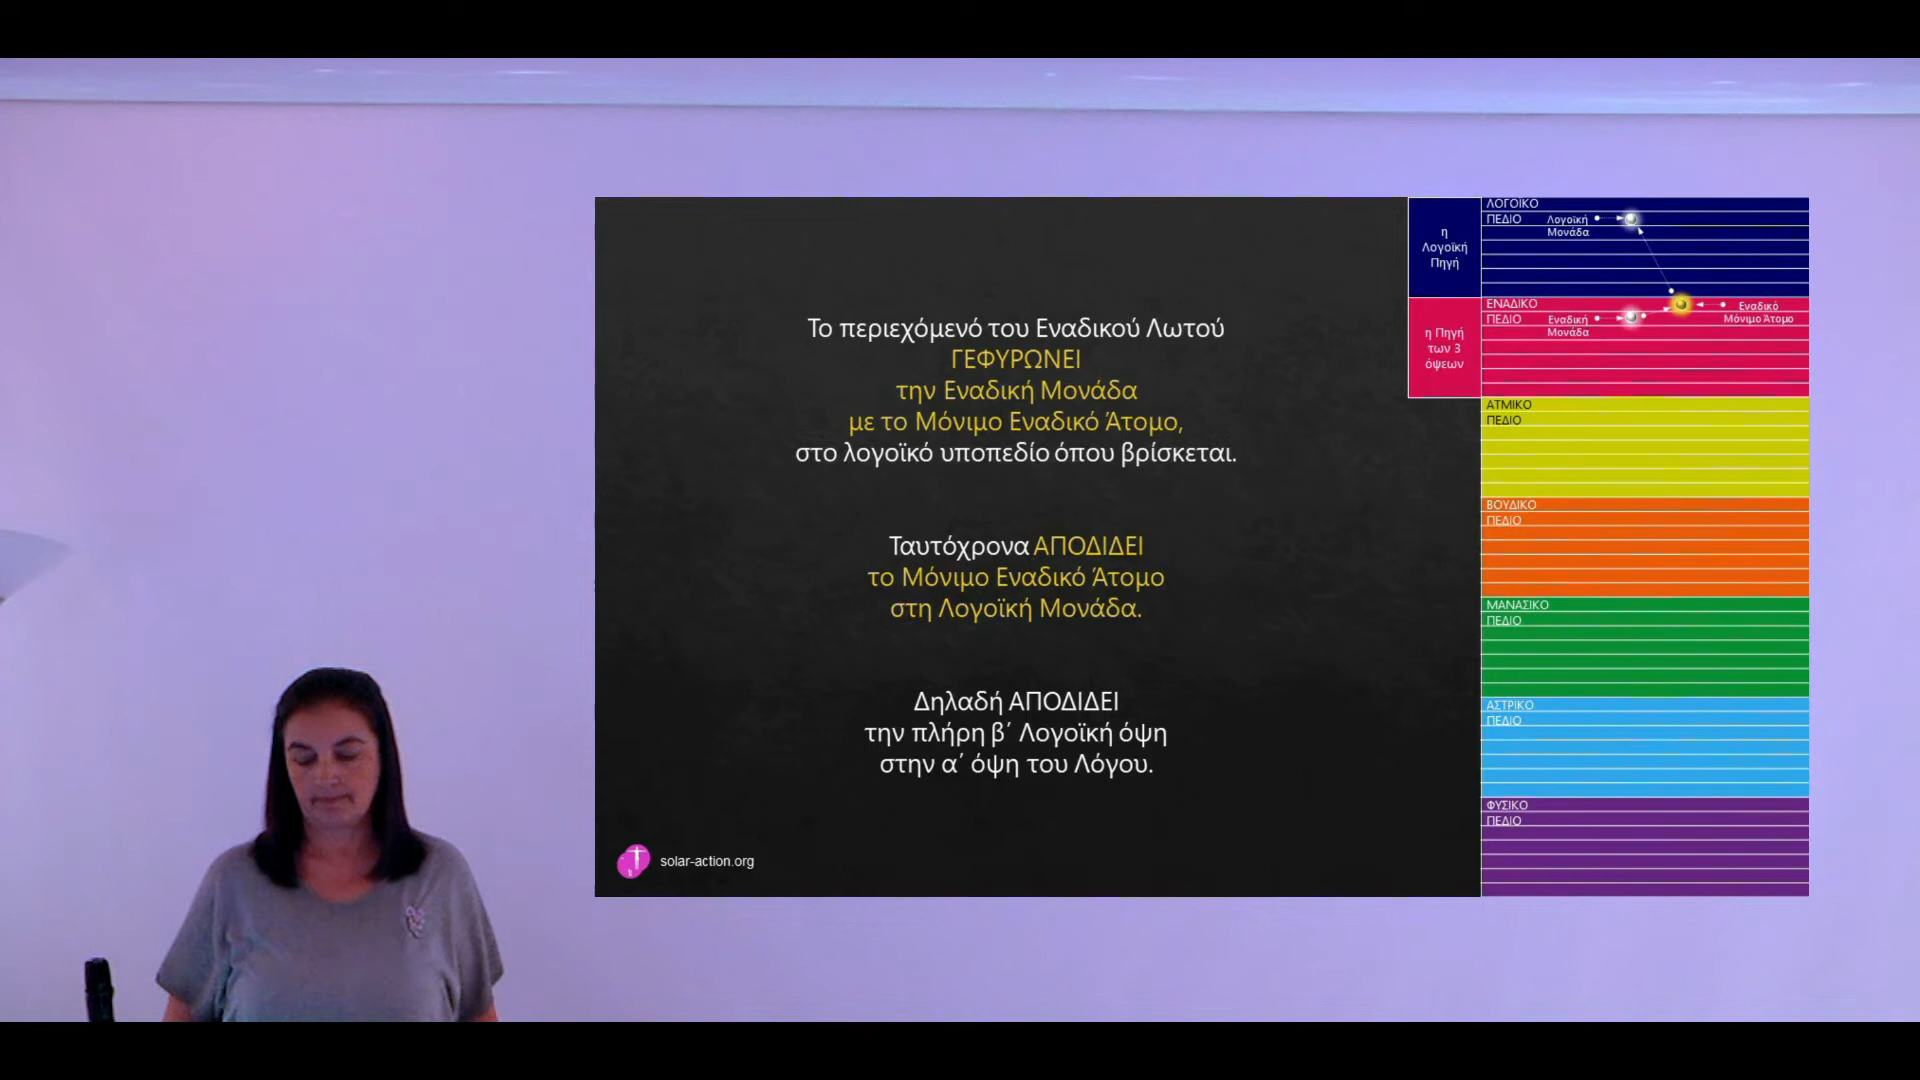 Το περιεχόμενό του Εναδικού Λωτού
ΓΕΦΥΡΩΝΕΙ
την Εναδική Μονάδα
με το Μόνιμο Εναδικό Άτομο,
στο λογοϊκό υποπεδίο όπου βρίσκεται.
Ταυτόχρονα ΑΠΟΔΙΔΕΙ
το Μόνιμο Εναδικό Άτομο
στη Λογοϊκή Μονάδα.
Δηλαδή ΑΠΟΔΙΔΕΙ
την πλήρη β΄ Λογοϊκή όψη
στην α΄ όψη του Λόγου.
solar-action.org
η
Λογοϊκή
Πηγή
η Πηγή
των 3
όψεων
ΛΟΓΟΪΚΟ
ΠΕΔΙΟ
Λογοϊκή
Μονάδα
ΕΝΑΔΙΚΟ
ΠΕΔΙΟ
Εναδική
Μονάδα
Εναδικό
Μόνιμο Άτομο
ΑΤΜΙΚΟ
ΠΕΔΙΟ
ΒΟΥΔΙΚΟ
ΠΕΔΙΟ
ΜΑΝΑΣΙΚΟ
ΠΕΔΙΟ
ΑΣΤΡΙΚΟ
ΠΕΔΙΟ
ΦΥΣΙΚΟ
ΠΕΔΙΟ